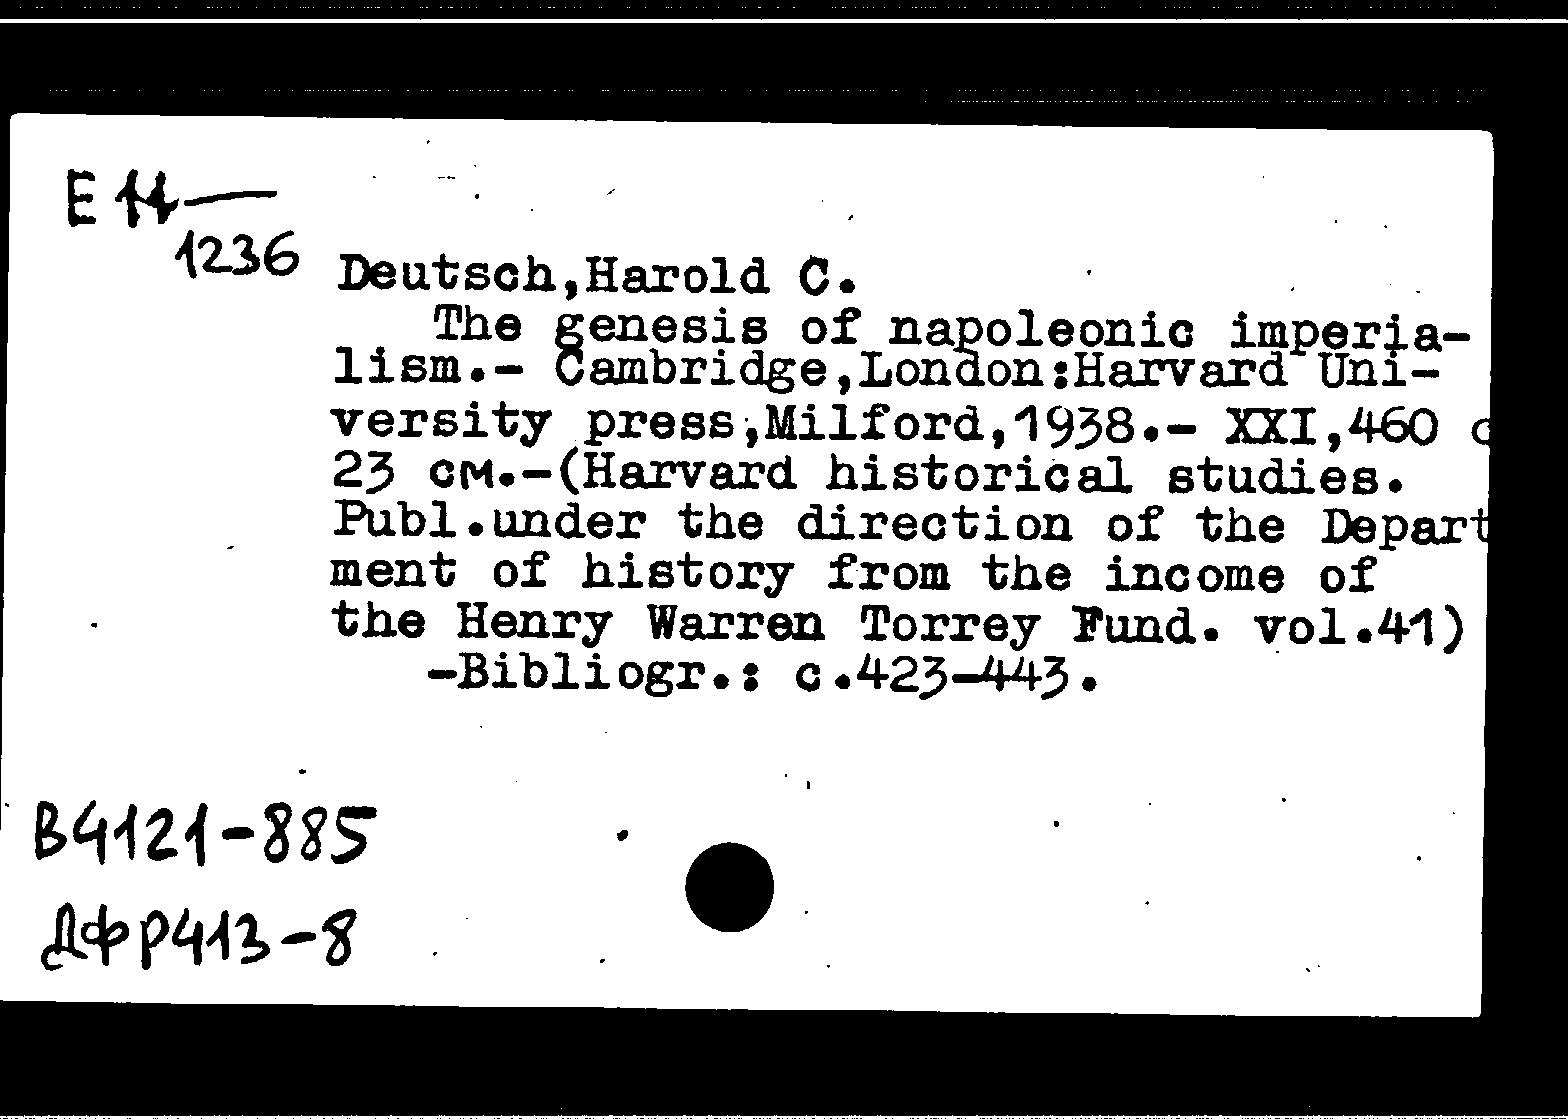 E 11—
1236
Deutsch,Harold C.
The genesis of napoleonic imperia-
lism.- Cambridge,London:Harvard Uni-
versity press,Milford,1938.- XXI,460 с
23 см.-(Harvard historical studies.
Publ.under the direction of the Depart
ment of history from the income of
the Henry Warren Torrey Fund. vol.41)
-Bibliogr.: с.423-443.
В4121-885
ДФР413-8